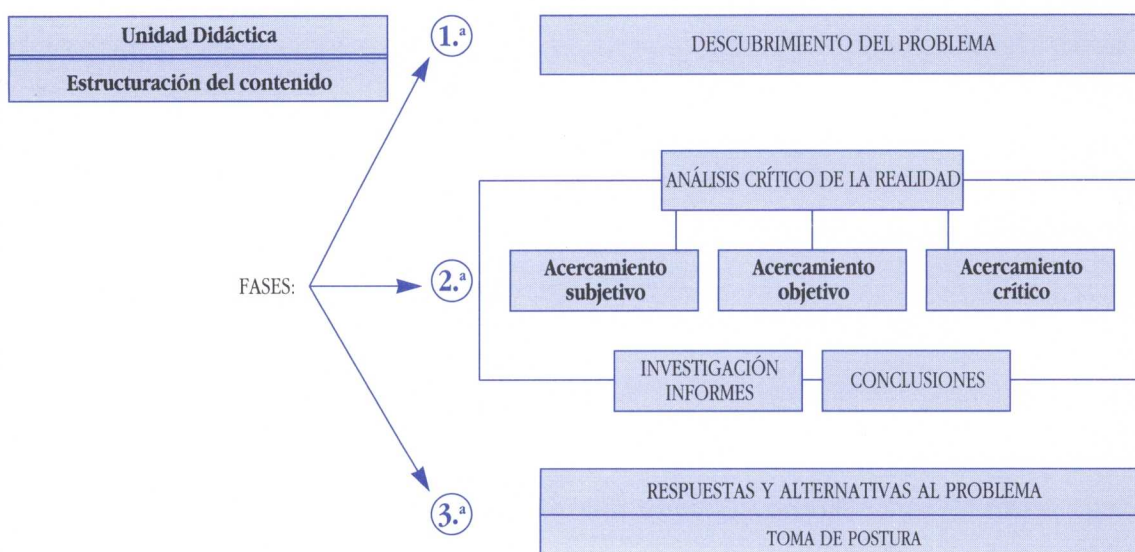 Unidad Didáctica
Estructuración del contenido
FASES:
1.ª
DESCUBRIMIENTO DEL PROBLEMA
2.ª
ANÁLISIS CRÍTICO DE LA REALIDAD
Acercamiento
subjetivo
Acercamiento
objetivo
Acercamiento
crítico
INVESTIGACIÓN
INFORMES
CONCLUSIONES
3.ª
RESPUESTAS Y ALTERNATIVAS AL PROBLEMA
TOMA DE POSTURA